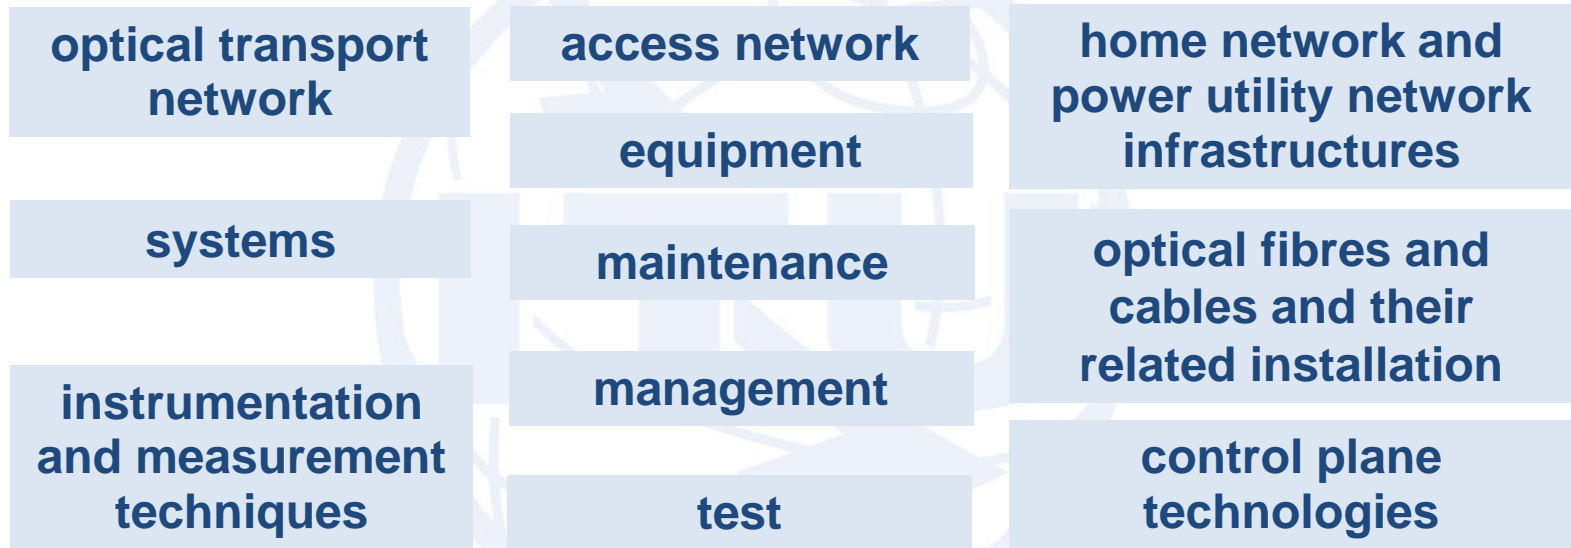 optical transport
network
systems
instrumentation
and measurement
techniques
access network
equipment
maintenance
management
test
home network and
power utility network
infrastructures
optical fibres and
cables and their
related installation
control plane
technologies
ITU